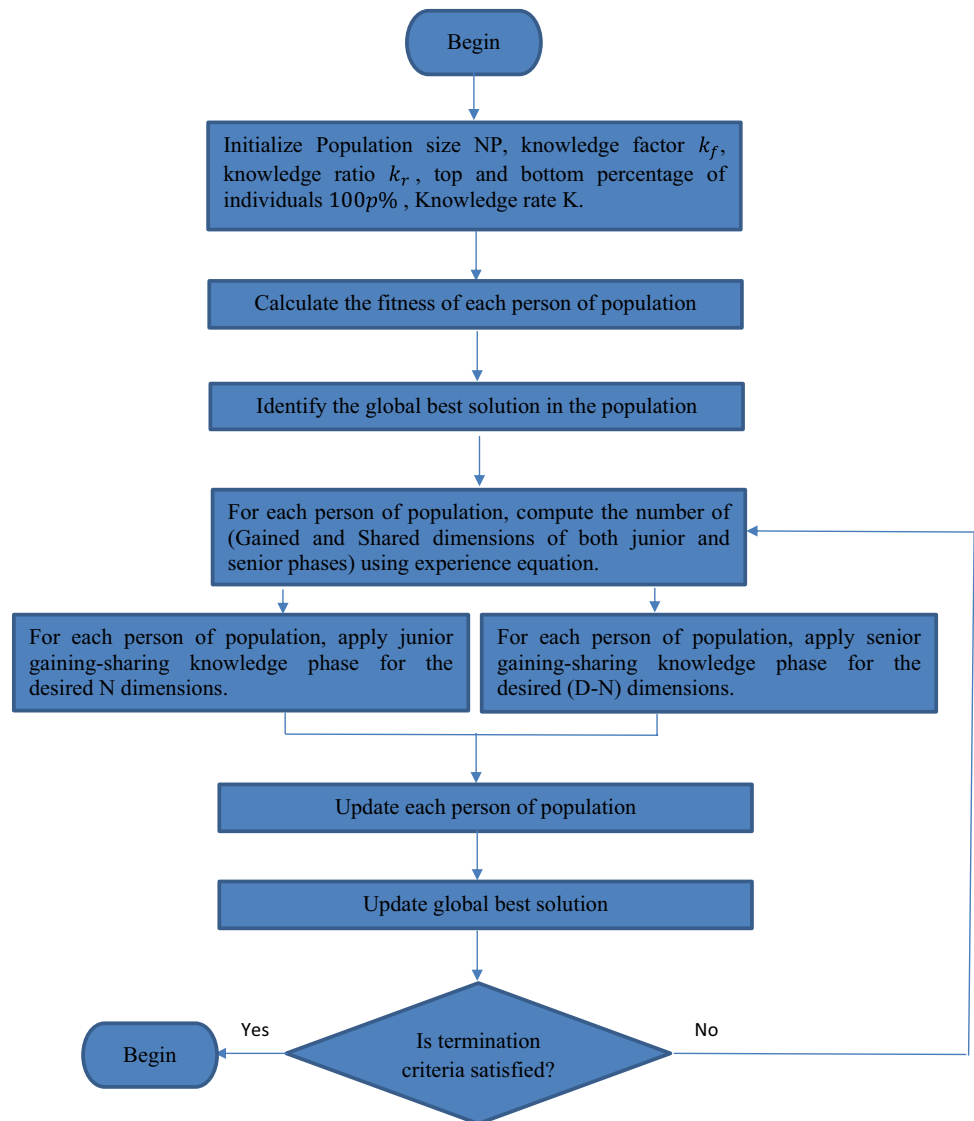 Begin
Initialize Population size NP, knowledge factor k_f,
knowledge ratio k_r , top and bottom percentage of
individuals 100p% , Knowledge rate K.
Calculate the fitness of each person of population
Identify the global best solution in the population
For each person of population, compute the number of
(Gained and Shared dimensions of both junior and
senior phases) using experience equation.
For each person of population, apply junior
gaining-sharing knowledge phase for the
desired N dimensions.
For each person of population, apply senior
gaining-sharing knowledge phase for the
desired (D-N) dimensions.
Update each person of population
Update global best solution
Is termination
criteria satisfied?
Yes
No
Begin